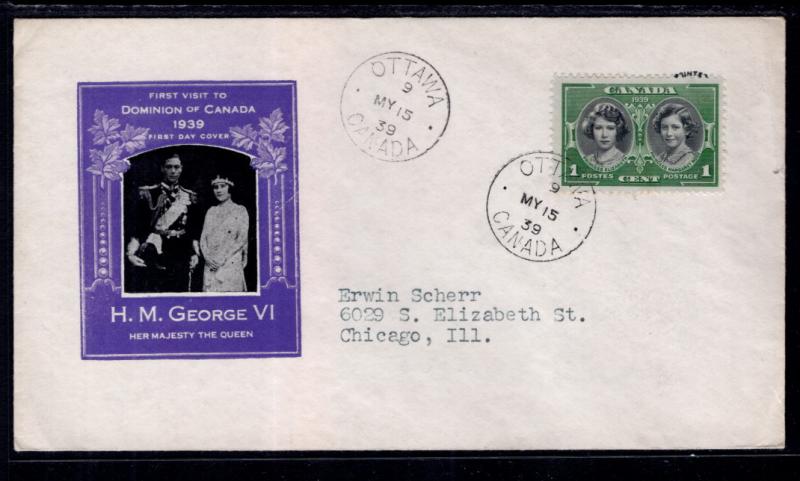 FIRST VISIT TO
DOMINION OF CANADA
1939
FIRST DAY COVER
H. M. GEORGE VI
HER MAJESTY THE QUEEN
OTTAWA
9
MY 15
39
CANADA
OTTAWA
9
MY 15
39
CANADA
CANADA
1939
1 POSTES CENT POSTAGE 1
Erwin Scherr
6029 S. Elizabeth St.
Chicago, Ill.